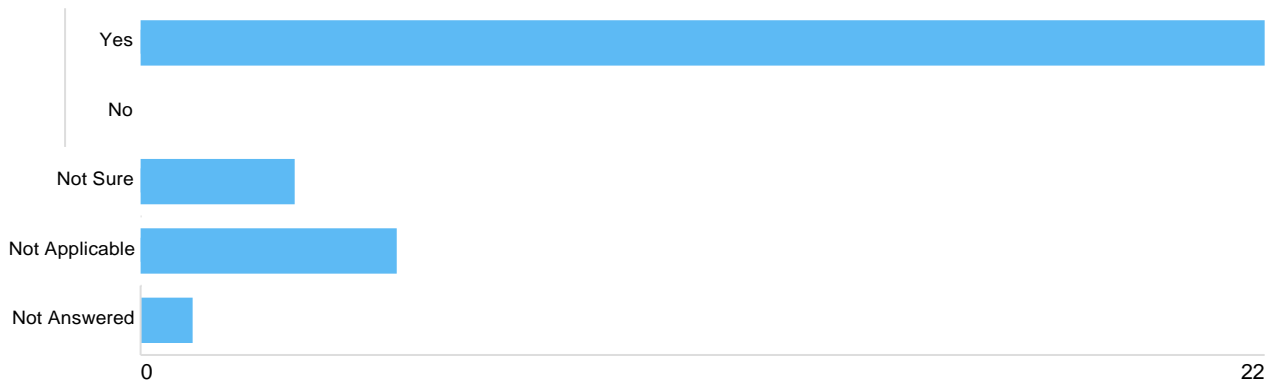 Yes
No
Not Sure
Not Applicable
Not Answered
0 22